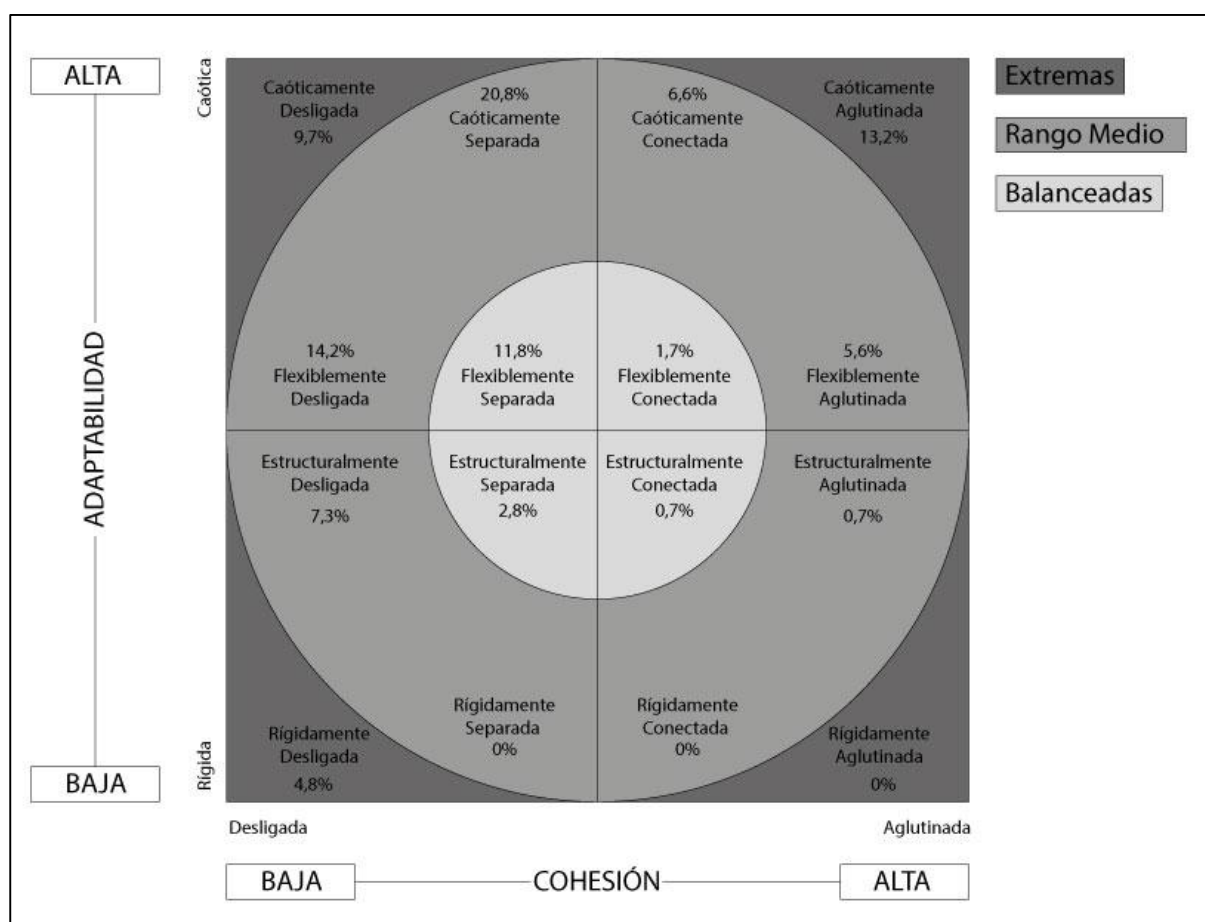 ALTA
Caótica
Caóticamente
Desligada
9,7%
20,8%
Caóticamente
Separada
6,6%
Caóticamente
Conectada
Caóticamente
Aglutinada
13,2%
Extremas
Rango Medio
Balanceadas
ADAPTABILIDAD
14,2%
Flexiblemente
Desligada
11,8%
Flexiblemente
Separada
1,7%
Flexiblemente
Conectada
5,6%
Flexiblemente
Aglutinada
Estructuralmente
Desligada
7,3%
Estructuralmente
Separada
2,8%
Estructuralmente
Conectada
0,7%
Estructuralmente
Aglutinada
0,7%
Rígidamente
Desligada
4,8%
Rígidamente
Separada
0%
Rígidamente
Conectada
0%
Rígidamente
Aglutinada
0%
BAJA
Rígida
Desligada
Aglutinada
BAJA
COHESIÓN
ALTA